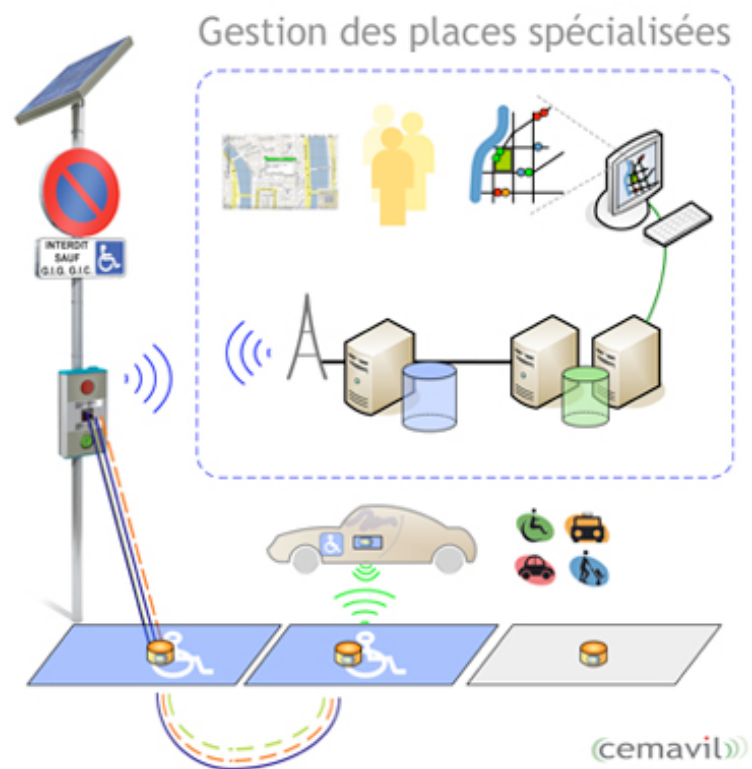 Gestion des places spécialisées
INTERDIT
SAUF
G.I.G. G.I.C.
cemavil